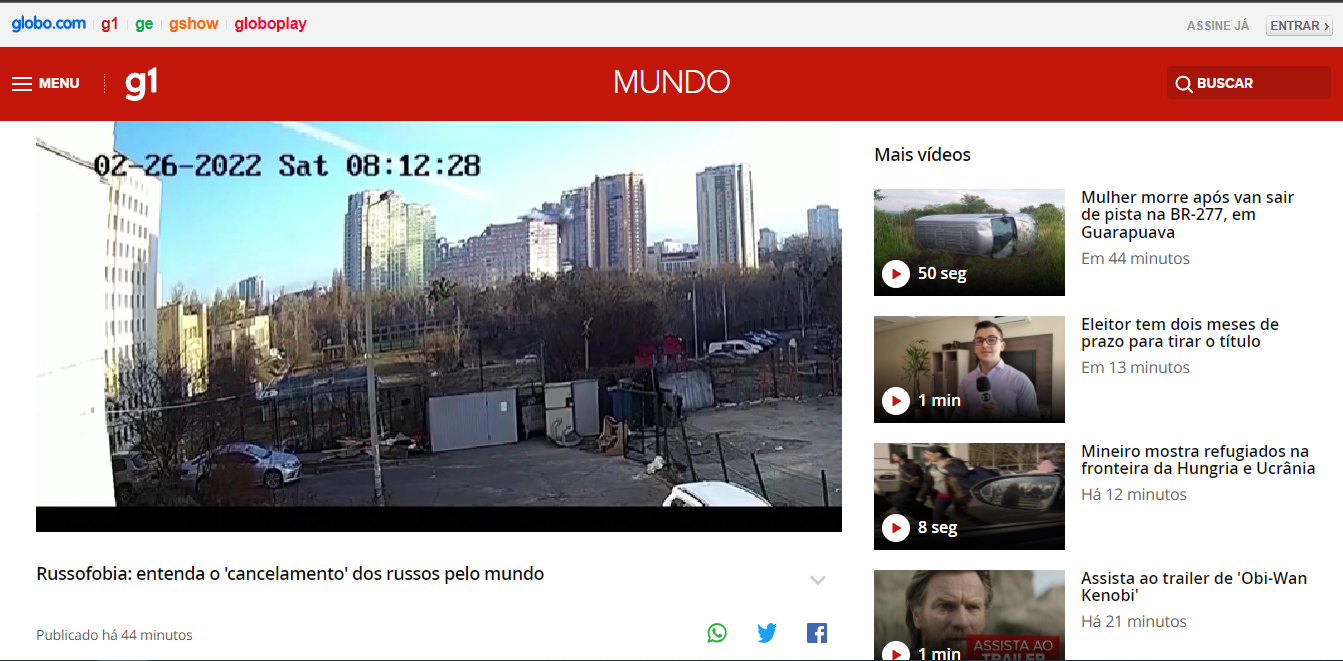 globo.com g1 ge gshow globoplay ASSINE JÁ ENTRAR ›
MENU g1 MUNDO BUSCAR
02-26-2022 Sat 08:12:28
Russofobia: entenda o 'cancelamento' dos russos pelo mundo
Publicado há 44 minutos
Mais vídeos
50 seg
Mulher morre após van sair
de pista na BR-277, em
Guarapuava
Em 44 minutos
1 min
Eleitor tem dois meses de
prazo para tirar o título
Em 13 minutos
8 seg
Mineiro mostra refugiados na
fronteira da Hungria e Ucrânia
Há 12 minutos
1 min
ASSISTA AO
TRAILER
Assista ao trailer de 'Obi-Wan
Kenobi'
Há 21 minutos